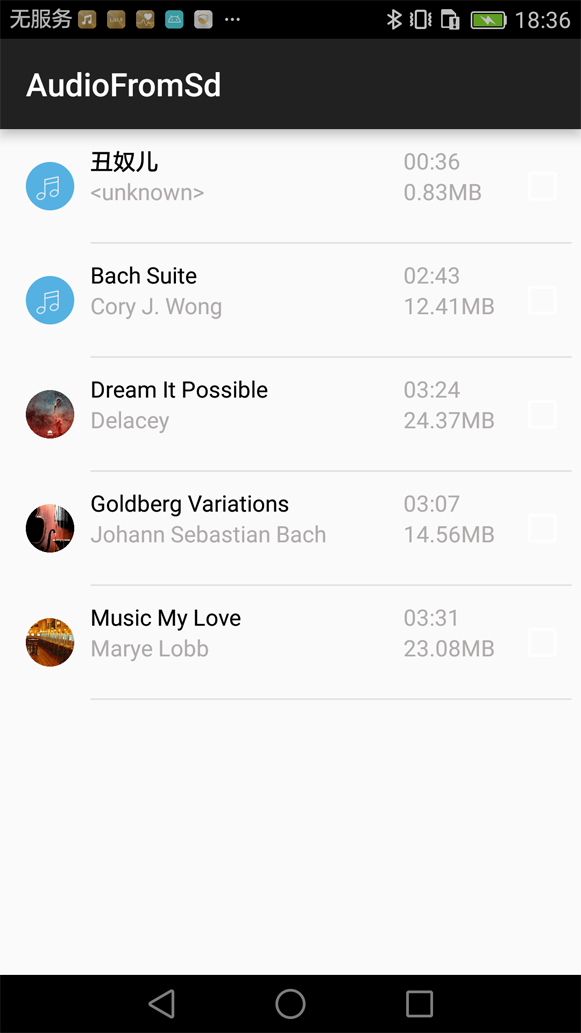 无服务 ... 18:36
AudioFromSd
丑奴儿 00:36
<unknown> 0.83MB
Bach Suite 02:43
Cory J. Wong 12.41MB
Dream It Possible 03:24
Delacey 24.37MB
Goldberg Variations 03:07
Johann Sebastian Bach 14.56MB
Music My Love 03:31
Marye Lobb 23.08MB